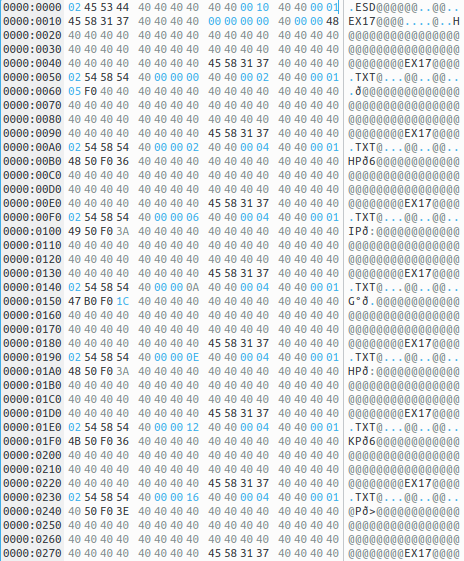 0000:0000 02 45 53 44 40 40 40 40 40 40 00 10 40 40 00 01 .ESD@@@@@@..@@..
0000:0010 45 58 31 37 40 40 40 40 00 00 00 00 40 00 00 48 EX17@@@@....@..H
0000:0020 40 40 40 40 40 40 40 40 40 40 40 40 40 40 40 40 @@@@@@@@@@@@@@@@
0000:0030 40 40 40 40 40 40 40 40 40 40 40 40 40 40 40 40 @@@@@@@@@@@@@@@@
0000:0040 40 40 40 40 40 40 40 40 45 58 31 37 40 40 40 40 @@@@@@@@EX17@@@@
0000:0050 02 54 58 54 40 00 00 00 40 40 00 02 40 40 00 01 .TXT@...@@..@@..
0000:0060 05 F0 40 40 40 40 40 40 40 40 40 40 40 40 40 40 .ð@@@@@@@@@@@@@@
0000:0070 40 40 40 40 40 40 40 40 40 40 40 40 40 40 40 40 @@@@@@@@@@@@@@@@
0000:0080 40 40 40 40 40 40 40 40 40 40 40 40 40 40 40 40 @@@@@@@@@@@@@@@@
0000:0090 40 40 40 40 40 40 40 40 45 58 31 37 40 40 40 40 @@@@@@@@EX17@@@@
0000:00A0 02 54 58 54 40 00 00 02 40 40 00 04 40 40 00 01 .TXT@...@@..@@..
0000:00B0 48 50 F0 36 40 40 40 40 40 40 40 40 40 40 40 40 HPð6@@@@@@@@@@@@
0000:00C0 40 40 40 40 40 40 40 40 40 40 40 40 40 40 40 40 @@@@@@@@@@@@@@@@
0000:00D0 40 40 40 40 40 40 40 40 40 40 40 40 40 40 40 40 @@@@@@@@@@@@@@@@
0000:00E0 40 40 40 40 40 40 40 40 45 58 31 37 40 40 40 40 @@@@@@@@EX17@@@@
0000:00F0 02 54 58 54 40 00 00 06 40 40 00 04 40 40 00 01 .TXT@...@@..@@..
0000:0100 49 50 F0 3A 40 40 40 40 40 40 40 40 40 40 40 40 IPð:@@@@@@@@@@@@
0000:0110 40 40 40 40 40 40 40 40 40 40 40 40 40 40 40 40 @@@@@@@@@@@@@@@@
0000:0120 40 40 40 40 40 40 40 40 40 40 40 40 40 40 40 40 @@@@@@@@@@@@@@@@
0000:0130 40 40 40 40 40 40 40 40 45 58 31 37 40 40 40 40 @@@@@@@@EX17@@@@
0000:0140 02 54 58 54 40 00 00 0A 40 40 00 04 40 40 00 01 .TXT@...@@..@@..
0000:0150 47 B0 F0 1C 40 40 40 40 40 40 40 40 40 40 40 40 G°ð.@@@@@@@@@@@@
0000:0160 40 40 40 40 40 40 40 40 40 40 40 40 40 40 40 40 @@@@@@@@@@@@@@@@
0000:0170 40 40 40 40 40 40 40 40 40 40 40 40 40 40 40 40 @@@@@@@@@@@@@@@@
0000:0180 40 40 40 40 40 40 40 40 45 58 31 37 40 40 40 40 @@@@@@@@EX17@@@@
0000:0190 02 54 58 54 40 00 00 0E 40 40 00 04 40 40 00 01 .TXT@...@@..@@..
0000:01A0 48 50 F0 3A 40 40 40 40 40 40 40 40 40 40 40 40 HPð:@@@@@@@@@@@@
0000:01B0 40 40 40 40 40 40 40 40 40 40 40 40 40 40 40 40 @@@@@@@@@@@@@@@@
0000:01C0 40 40 40 40 40 40 40 40 40 40 40 40 40 40 40 40 @@@@@@@@@@@@@@@@
0000:01D0 40 40 40 40 40 40 40 40 45 58 31 37 40 40 40 40 @@@@@@@@EX17@@@@
0000:01E0 02 54 58 54 40 00 00 12 40 40 00 04 40 40 00 01 .TXT@...@@..@@..
0000:01F0 4B 50 F0 36 40 40 40 40 40 40 40 40 40 40 40 40 KPð6@@@@@@@@@@@@
0000:0200 40 40 40 40 40 40 40 40 40 40 40 40 40 40 40 40 @@@@@@@@@@@@@@@@
0000:0210 40 40 40 40 40 40 40 40 40 40 40 40 40 40 40 40 @@@@@@@@@@@@@@@@
0000:0220 40 40 40 40 40 40 40 40 45 58 31 37 40 40 40 40 @@@@@@@@EX17@@@@
0000:0230 02 54 58 54 40 00 00 16 40 40 00 04 40 40 00 01 .TXT@...@@..@@..
0000:0240 40 50 F0 3E 40 40 40 40 40 40 40 40 40 40 40 40 @Pð>@@@@@@@@@@@@
0000:0250 40 40 40 40 40 40 40 40 40 40 40 40 40 40 40 40 @@@@@@@@@@@@@@@@
0000:0260 40 40 40 40 40 40 40 40 40 40 40 40 40 40 40 40 @@@@@@@@@@@@@@@@
0000:0270 40 40 40 40 40 40 40 40 45 58 31 37 40 40 40 40 @@@@@@@@EX17@@@@